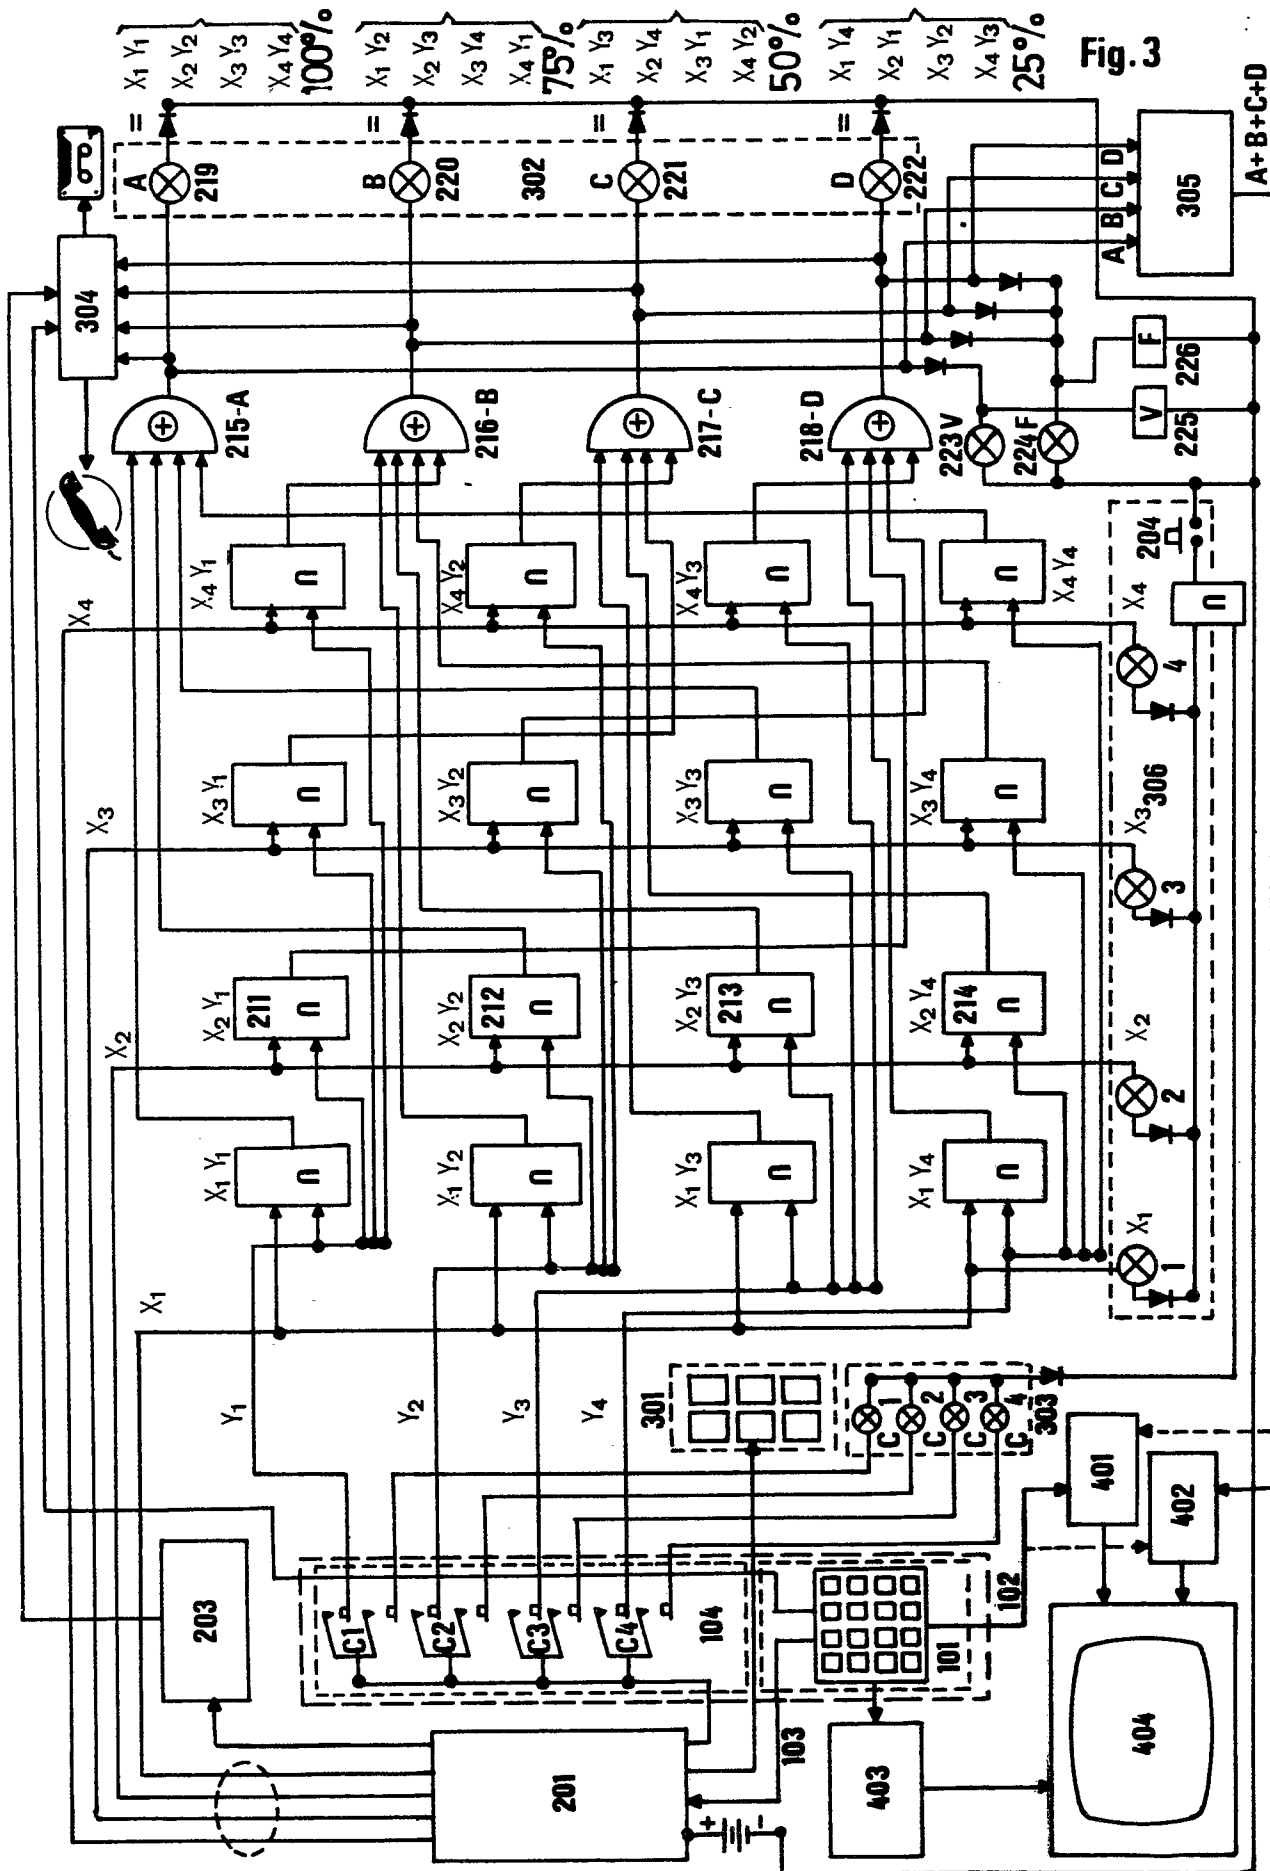 Fig. 3
X₁ Y₁
X₂ Y₂
X₃ Y₃
X₄ Y₄
100%
X₁ Y₂
X₂ Y₃
X₃ Y₄
X₄ Y₁
75%
X₁ Y₃
X₂ Y₄
X₃ Y₁
X₄ Y₂
50%
X₁ Y₄
X₂ Y₁
X₃ Y₂
X₄ Y₃
25%
=
=
=
=
A
219
B
220
302
C
221
D
222
304
A
B
C
D
305
A+B+C+D
215-A
216-B
217-C
218-D
223 V
224 F
V
225
F
226
X₄
X₄ Y₁
∩
X₄ Y₂
∩
X₄ Y₃
∩
X₄ Y₄
∩
204
∩
X₄
4
X₃
X₃ Y₁
∩
X₃ Y₂
∩
X₃ Y₃
∩
X₃ Y₄
∩
X₃
306
3
X₂
X₂ Y₁
211
∩
X₂ Y₂
212
∩
X₂ Y₃
213
∩
X₂ Y₄
214
∩
X₂
2
X₁ Y₁
∩
X₁ Y₂
∩
X₁ Y₃
∩
X₁ Y₄
∩
X₁
X₁
1
Y₁
Y₂
Y₃
Y₄
301
C 1
C 2
C 3
C 4
303
203
C1
C2
C3
C4
104
101
102
401
402
201
+
-
103
403
404